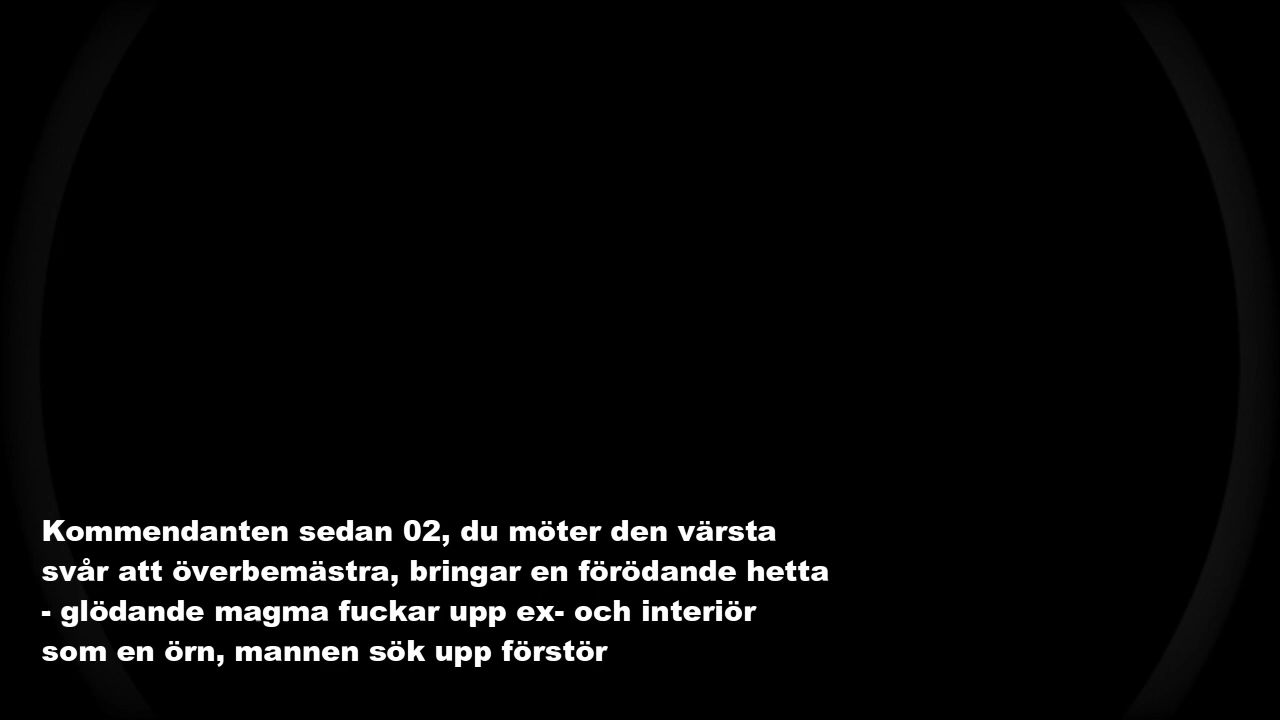 Kommendanten sedan 02, du möter den värsta
svår att överbemästra, bringar en förödande hetta
- glödande magma fuckar upp ex- och interiör
som en örn, mannen sök upp förstör